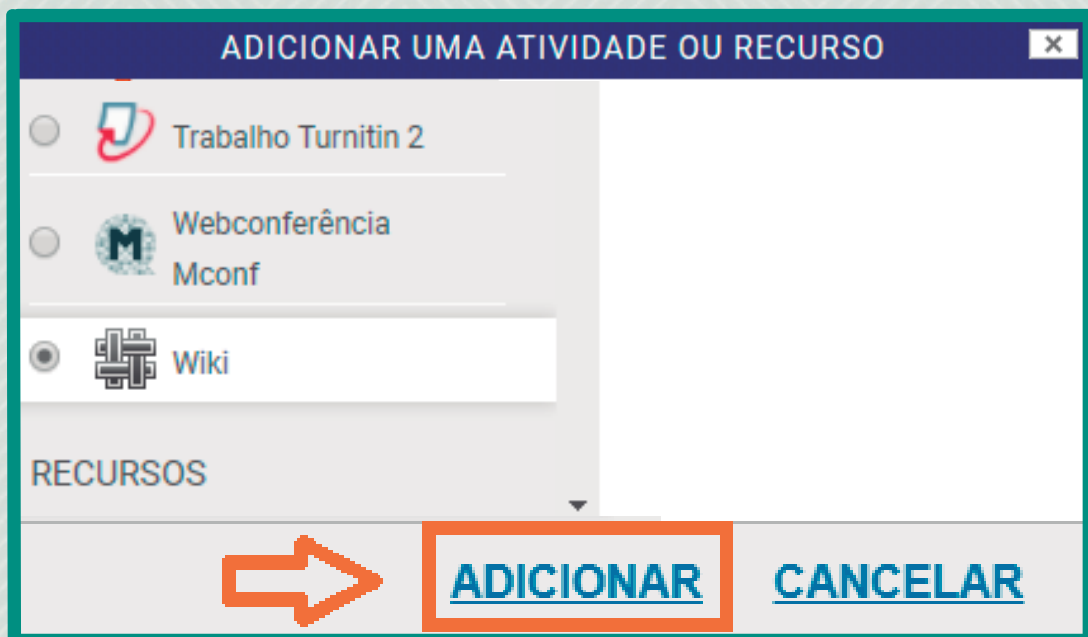 ADICIONAR UMA ATIVIDADE OU RECURSO
Trabalho Turnitin 2
Webconferência
Mconf
Wiki
RECURSOS
ADICIONAR CANCELAR